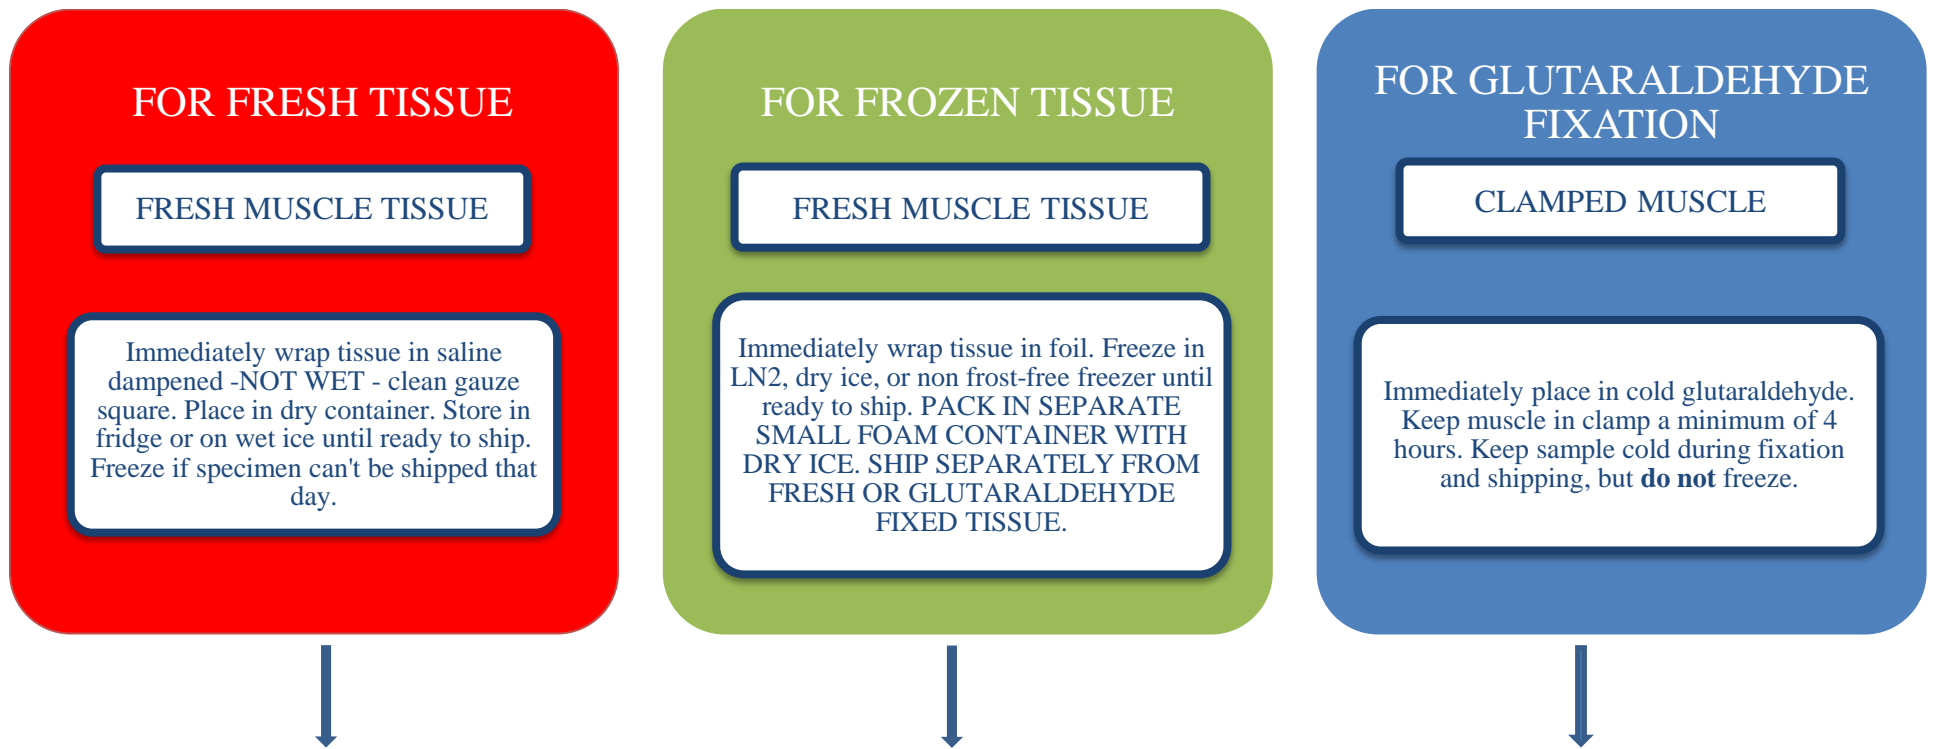 FOR FRESH TISSUE
FRESH MUSCLE TISSUE
Immediately wrap tissue in saline
dampened -NOT WET - clean gauze
square. Place in dry container. Store in
fridge or on wet ice until ready to ship.
Freeze if specimen can't be shipped that
day.
FOR FROZEN TISSUE
FRESH MUSCLE TISSUE
Immediately wrap tissue in foil. Freeze in
LN2, dry ice, or non frost-free freezer until
ready to ship. PACK IN SEPARATE
SMALL FOAM CONTAINER WITH
DRY ICE. SHIP SEPARATELY FROM
FRESH OR GLUTARALDEHYDE
FIXED TISSUE.
FOR GLUTARALDEHYDE
FIXATION
CLAMPED MUSCLE
Immediately place in cold glutaraldehyde.
Keep muscle in clamp a minimum of 4
hours. Keep sample cold during fixation
and shipping, but do not freeze.